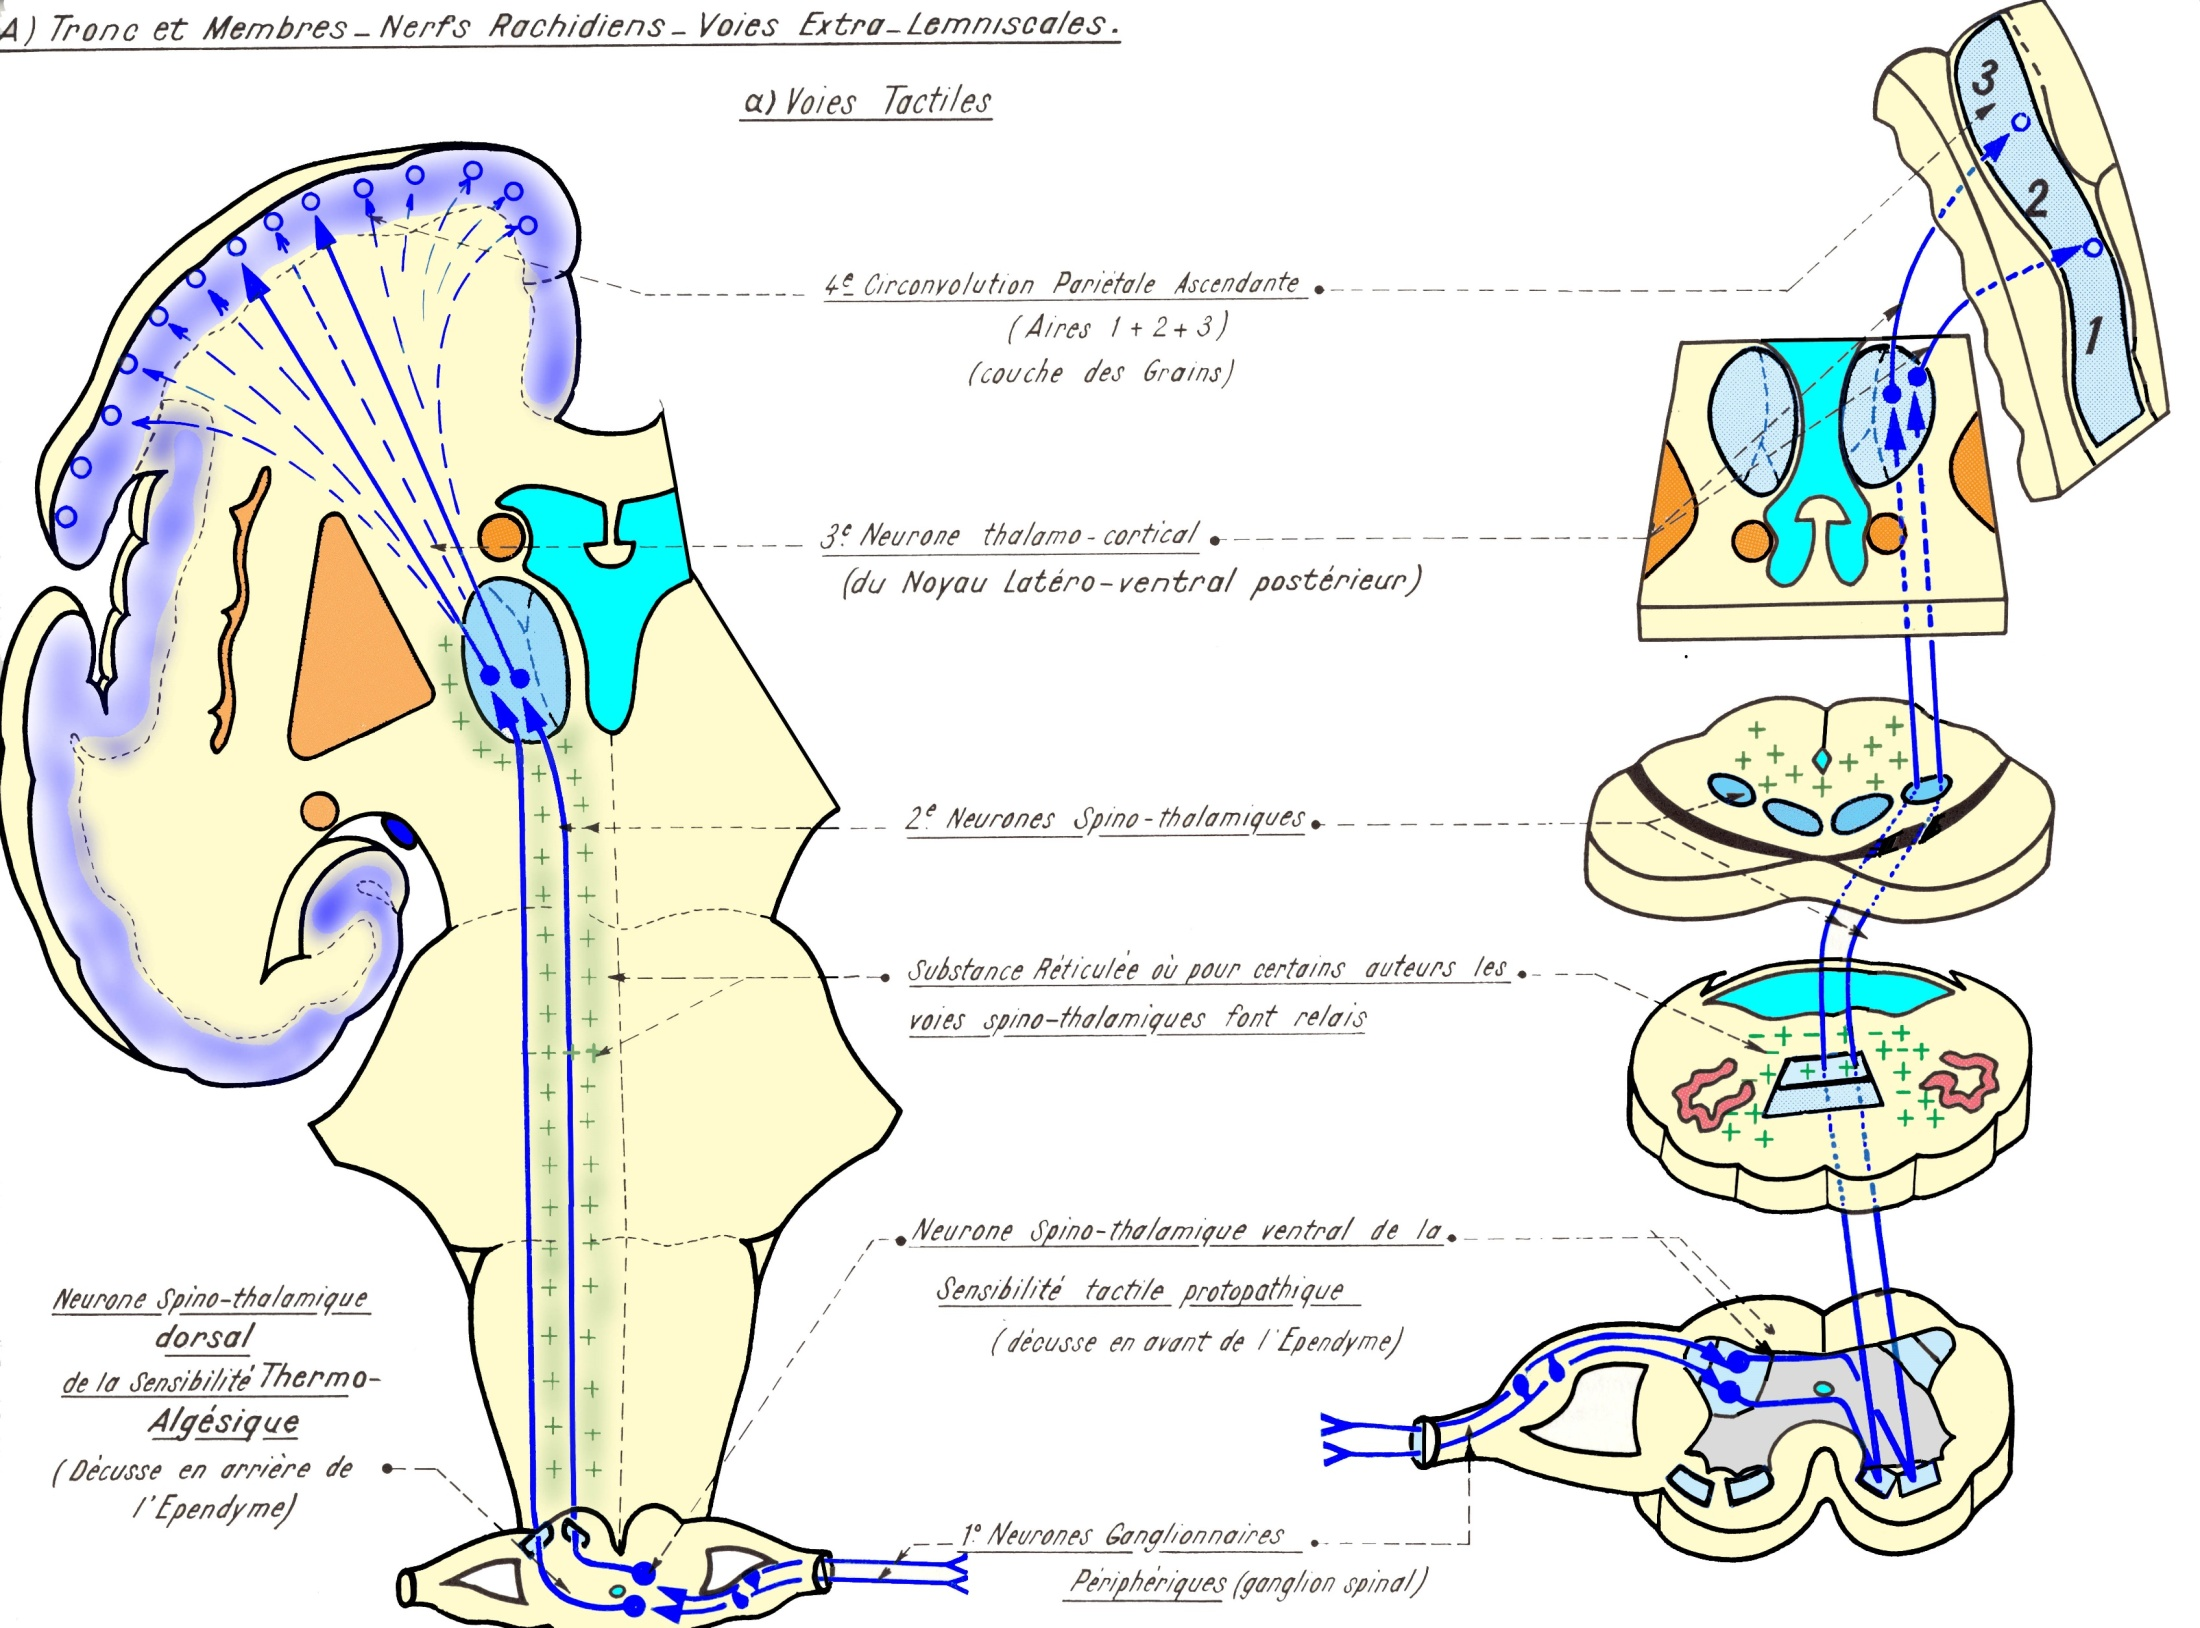 A) Tronc et Membres - Nerfs Rachidiens - Voies Extra-Lemniscales.
a) Voies Tactiles
3
2
1
4e Circonvolution Pariétale Ascendante
(Aires 1 + 2 + 3)
(couche des Grains)
3e Neurone thalamo-cortical
(du Noyau Latéro-ventral postérieur)
2e Neurones Spino-thalamiques
Substance Réticulée où pour certains auteurs les
voies spino-thalamiques font relais
Neurone Spino-thalamique ventral de la
Sensibilité tactile protopathique
(décusse en avant de l'Ependyme)
Neurone Spino-thalamique
dorsal
de la Sensibilité Thermo-
Algésique
(Décusse en arrière de
l'Ependyme)
1e Neurones Ganglionnaires
Périphériques (ganglion spinal)